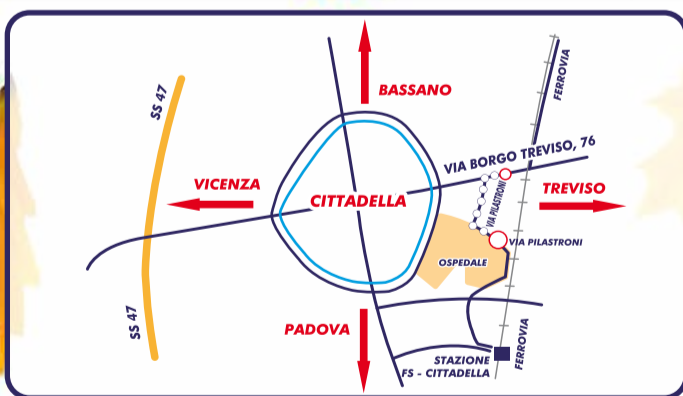 SS 47
BASSANO
FERROVIA
VIA BORGO TREVISO, 76
VICENZA
CITTADELLA
VIA PILASTRONI
TREVISO
VIA PILASTRONI
OSPEDALE
SS 47
PADOVA
STAZIONE
FS - CITTADELLA
FERROVIA